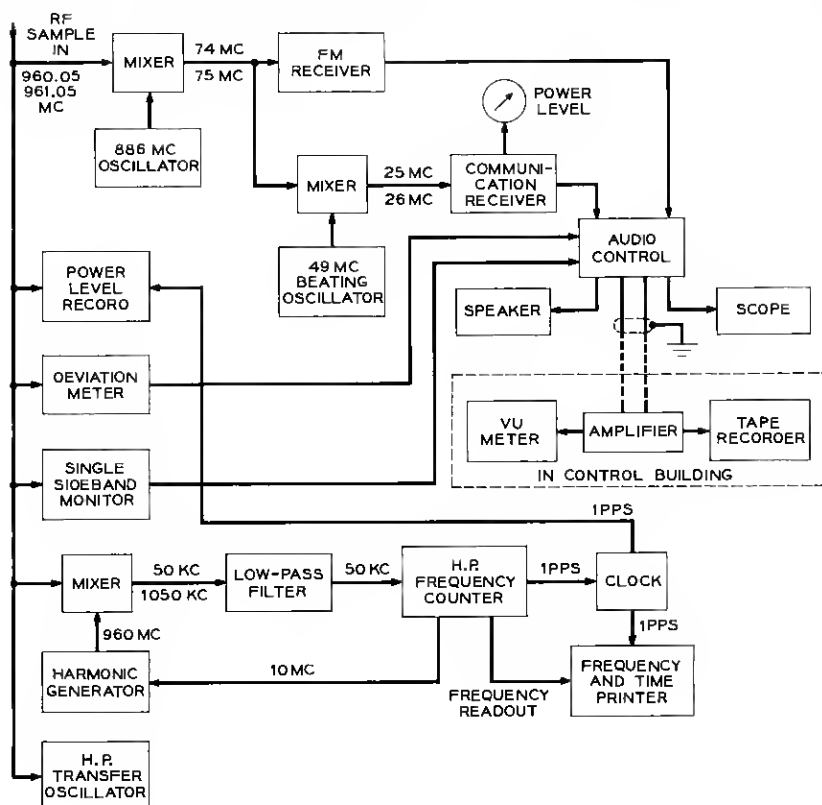 RF
SAMPLE
IN
960.05
961.05
MC
MIXER
74 MC
75 MC
FM
RECEIVER
886 MC
OSCILLATOR
POWER
LEVEL
MIXER
25 MC
26 MC
COMMUNI-
CATION
RECEIVER
49 MC
BEATING
OSCILLATOR
AUDIO
CONTROL
POWER
LEVEL
RECORO
SPEAKER
SCOPE
OEVIATION
METER
VU
METER
AMPLIFIER
TAPE
RECOROER
IN CONTROL BUILDING
SINGLE
SIDEBAND
MONITOR
1PPS
MIXER
50 KC
1050 KC
LOW-PASS
FILTER
50 KC
H.P.
FREQUENCY
COUNTER
1PPS
CLOCK
960 MC
1PPS
HARMONIC
GENERATOR
10 MC
FREQUENCY
READOUT
FREQUENCY
AND TIME
PRINTER
H.P.
TRANSFER
OSCILLATOR